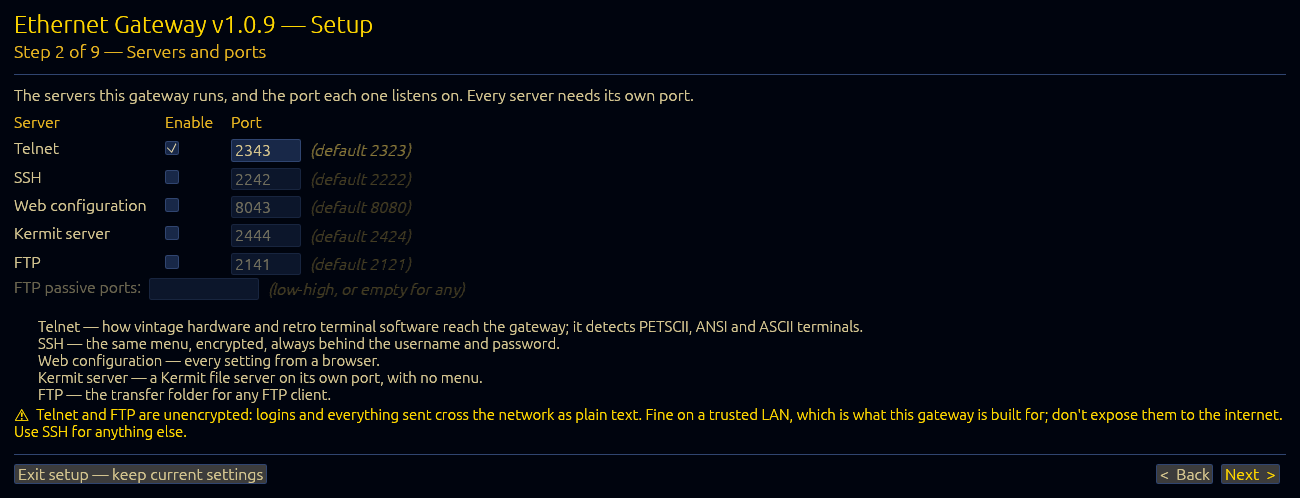 Ethernet Gateway v1.0.9 — Setup
Step 2 of 9 — Servers and ports
The servers this gateway runs, and the port each one listens on. Every server needs its own port.
Server Enable Port
Telnet 2343 (default 2323)
SSH 2242 (default 2222)
Web configuration 8043 (default 8080)
Kermit server 2444 (default 2424)
FTP 2141 (default 2121)
FTP passive ports: (low-high, or empty for any)
Telnet — how vintage hardware and retro terminal software reach the gateway; it detects PETSCII, ANSI and ASCII terminals.
SSH — the same menu, encrypted, always behind the username and password.
Web configuration — every setting from a browser.
Kermit server — a Kermit file server on its own port, with no menu.
FTP — the transfer folder for any FTP client.
⚠ Telnet and FTP are unencrypted: logins and everything sent cross the network as plain text. Fine on a trusted LAN, which is what this gateway is built for; don't expose them to the internet.
Use SSH for anything else.
Exit setup — keep current settings < Back Next >